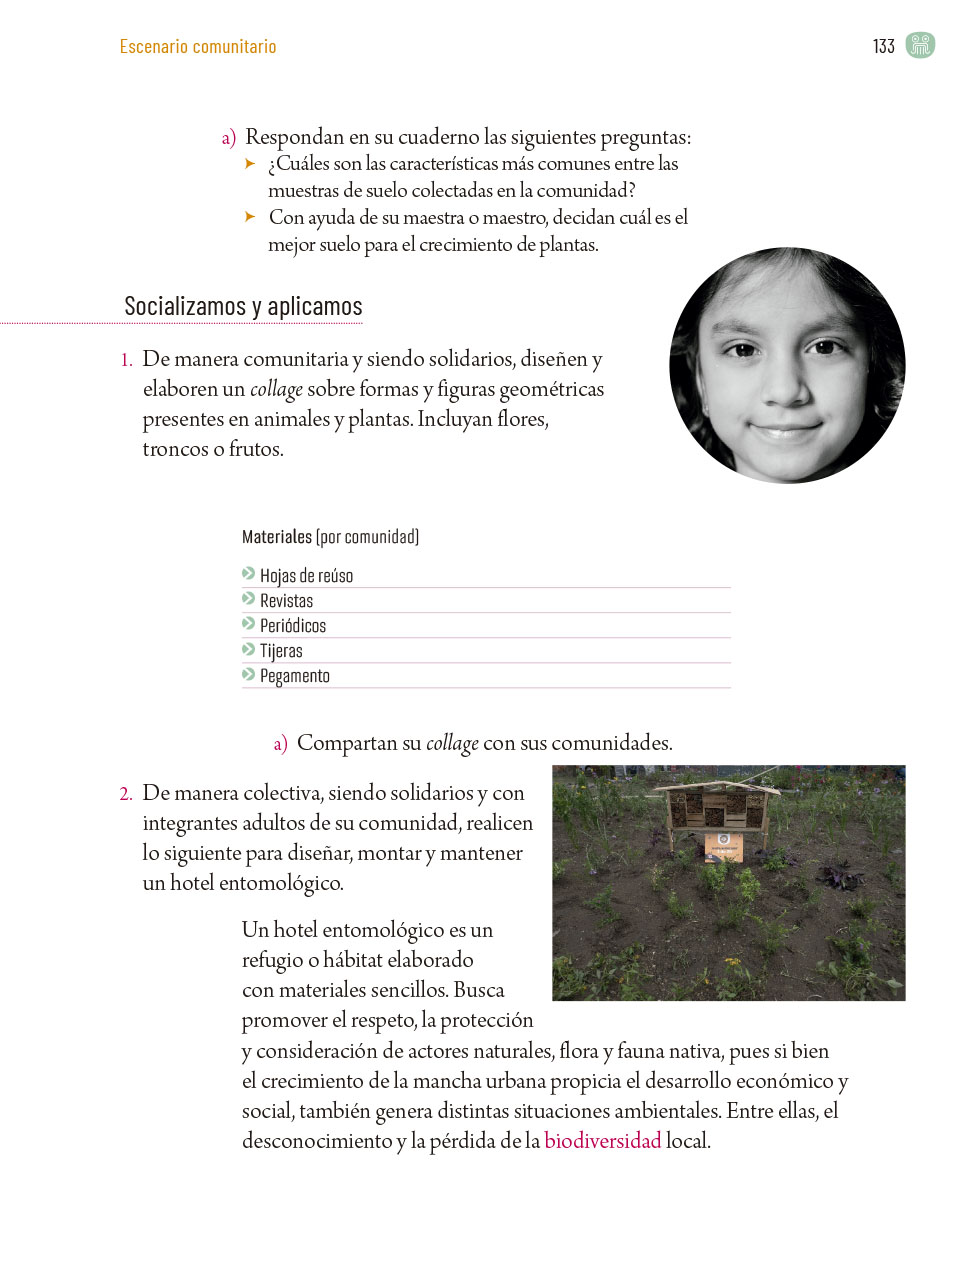 Escenario comunitario
133
a) Respondan en su cuaderno las siguientes preguntas:
¿Cuáles son las características más comunes entre las
muestras de suelo colectadas en la comunidad?
Con ayuda de su maestra o maestro, decidan cuál es el
mejor suelo para el crecimiento de plantas.
Socializamos y aplicamos
1. De manera comunitaria y siendo solidarios, diseñen y
elaboren un collage sobre formas y figuras geométricas
presentes en animales y plantas. Incluyan flores,
troncos o frutos.
Materiales (por comunidad)
Hojas de reúso
Revistas
Periódicos
Tijeras
Pegamento
a) Compartan su collage con sus comunidades.
2. De manera colectiva, siendo solidarios y con
integrantes adultos de su comunidad, realicen
lo siguiente para diseñar, montar y mantener
un hotel entomológico.
Un hotel entomológico es un
refugio o hábitat elaborado
con materiales sencillos. Busca
promover el respeto, la protección
y consideración de actores naturales, flora y fauna nativa, pues si bien
el crecimiento de la mancha urbana propicia el desarrollo económico y
social, también genera distintas situaciones ambientales. Entre ellas, el
desconocimiento y la pérdida de la biodiversidad local.